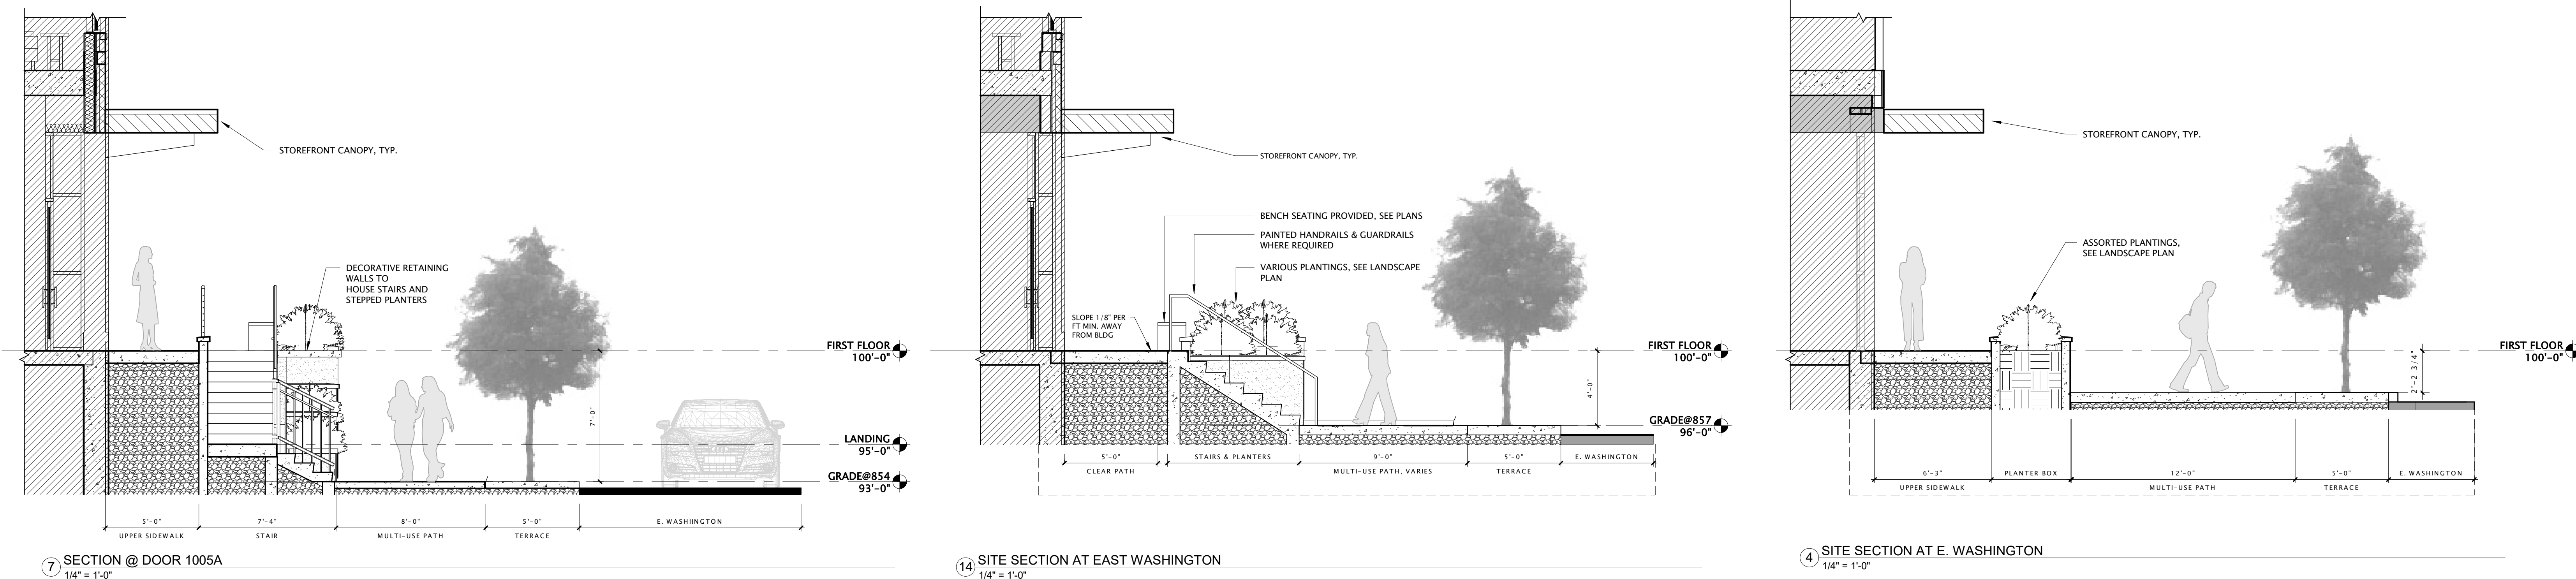 STOREFRONT CANOPY, TYP.
DECORATIVE RETAINING
WALLS TO
HOUSE STAIRS AND
STEPPED PLANTERS
FIRST FLOOR
100'-0"
7'-0"
LANDING
95'-0"
GRADE@854
93'-0"
5'-0"
7'-4"
8'-0"
5'-0"
E. WASHIINGTON
UPPER SIDEWALK
STAIR
MULTI-USE PATH
TERRACE
7
SECTION @ DOOR 1005A
1/4" = 1'-0"
STOREFRONT CANOPY, TYP.
BENCH SEATING PROVIDED, SEE PLANS
PAINTED HANDRAILS & GUARDRAILS
WHERE REQUIRED
VARIOUS PLANTINGS, SEE LANDSCAPE
PLAN
SLOPE 1/8" PER
FT MIN. AWAY
FROM BLDG
FIRST FLOOR
100'-0"
4'-0"
GRADE@857
96'-0"
5'-0"
STAIRS & PLANTERS
9'-0"
5'-0"
E. WASHINGTON
CLEAR PATH
MULTI-USE PATH, VARIES
TERRACE
14
SITE SECTION AT EAST WASHINGTON
1/4" = 1'-0"
STOREFRONT CANOPY, TYP.
ASSORTED PLANTINGS,
SEE LANDSCAPE PLAN
FIRST FLOOR
100'-0"
2'-2 3/4"
6'-3"
PLANTER BOX
12'-0"
5'-0"
E. WASHINGTON
UPPER SIDEWALK
MULTI-USE PATH
TERRACE
4
SITE SECTION AT E. WASHINGTON
1/4" = 1'-0"